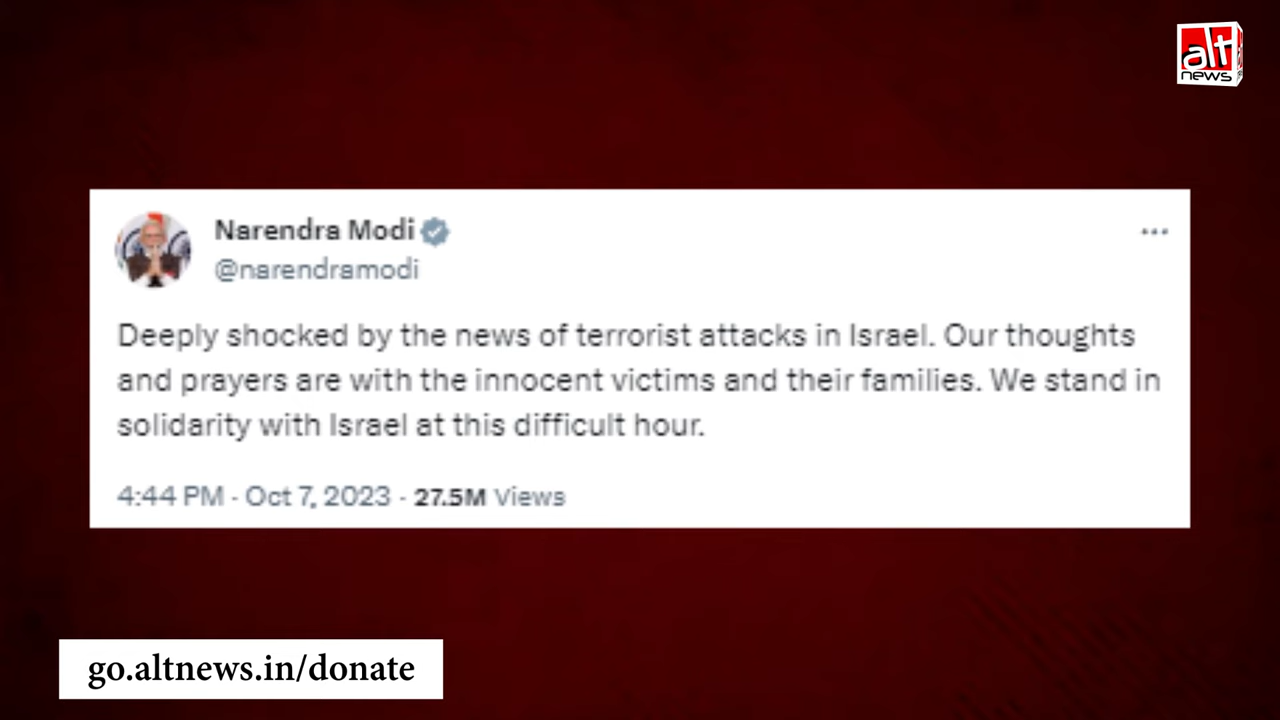 alt
news
Narendra Modi
@narendramodi
Deeply shocked by the news of terrorist attacks in Israel. Our thoughts
and prayers are with the innocent victims and their families. We stand in
solidarity with Israel at this difficult hour.
4:44 PM · Oct 7, 2023 · 27.5M Views
go.altnews.in/donate